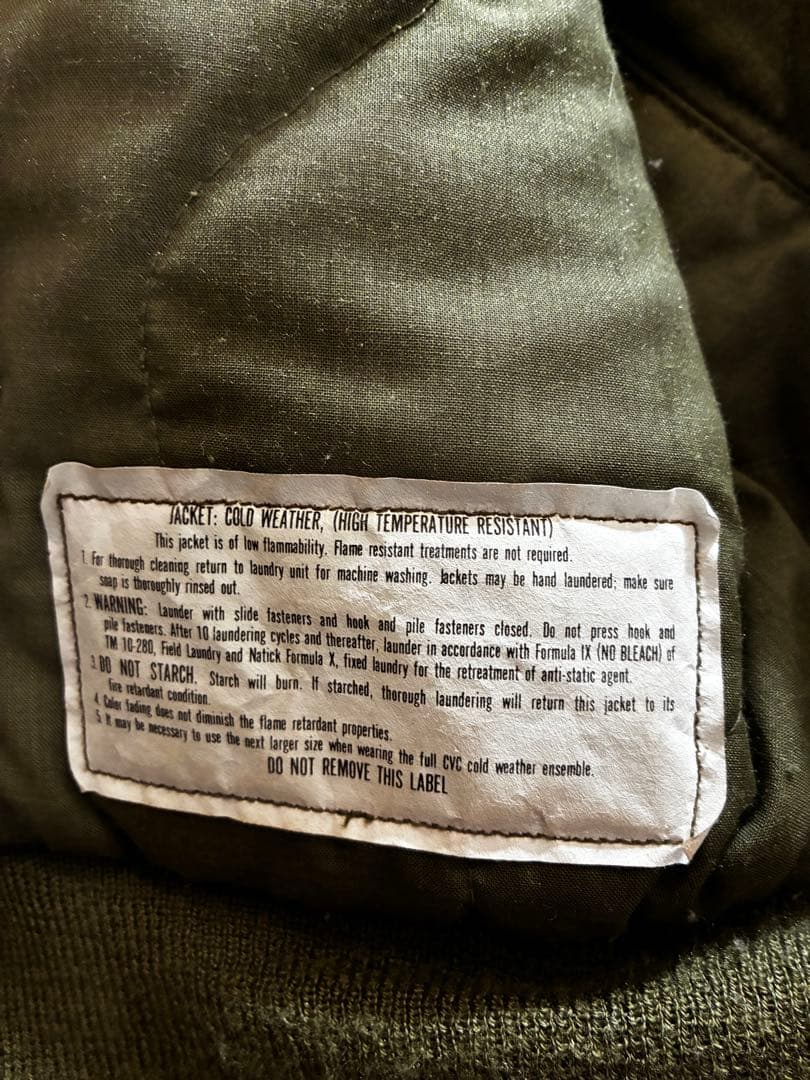 JACKET: COLD WEATHER, (HIGH TEMPERATURE RESISTANT)
This jacket is of low flammability. Flame resistant treatments are not required.
1. For thorough cleaning return to laundry unit for machine washing. Jackets may be hand laundered; make sure
soap is thoroughly rinsed out.
2. WARNING: Launder with slide fasteners and hook and pile fasteners closed. Do not press hook and
pile fasteners. After 10 laundering cycles and thereafter, launder in accordance with Formula IX (NO BLEACH) of
TM 10-280, Field Laundry and Natick Formula X, fixed laundry for the retreatment of anti-static agent.
3. DO NOT STARCH. Starch will burn. If starched, thorough laundering will return this jacket to its
fire retardant condition.
4. Color fading does not diminish the flame retardant properties.
5. It may be necessary to use the next larger size when wearing the full CVC cold weather ensemble.
DO NOT REMOVE THIS LABEL